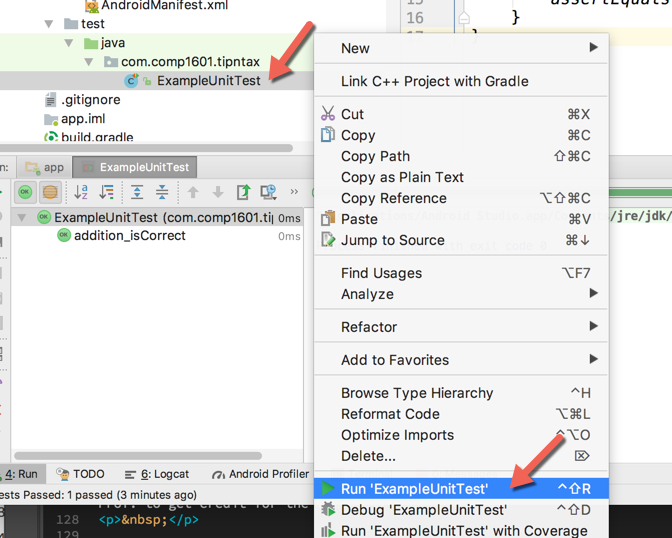 AndroidManifest.xml
test
java
com.comp1601.tipntax
ExampleUnitTest
.gitignore
app.iml
build.gradle
16 }
}
n: app ExampleUnitTest
ExampleUnitTest (com.comp1601.tip 0ms
addition_isCorrect 0ms
New
Link C++ Project with Gradle
Cut ⌘X
Copy ⌘C
Copy Path ⇧⌘C
Copy as Plain Text
Copy Reference ⌥⇧⌘C
Paste ⌘V
Jump to Source ⌘↓
Find Usages ⌥F7
Analyze
Refactor
Add to Favorites
Browse Type Hierarchy ^H
Reformat Code ⌥⌘L
Optimize Imports ^⌥O
Delete... ⌦
Run 'ExampleUnitTest' ^⇧R
Debug 'ExampleUnitTest' ^⇧D
Run 'ExampleUnitTest' with Coverage
/jre/jdk/
4: Run TODO 6: Logcat Android Profiler
ests Passed: 1 passed (3 minutes ago)
128 <p>&nbsp;</p>
129